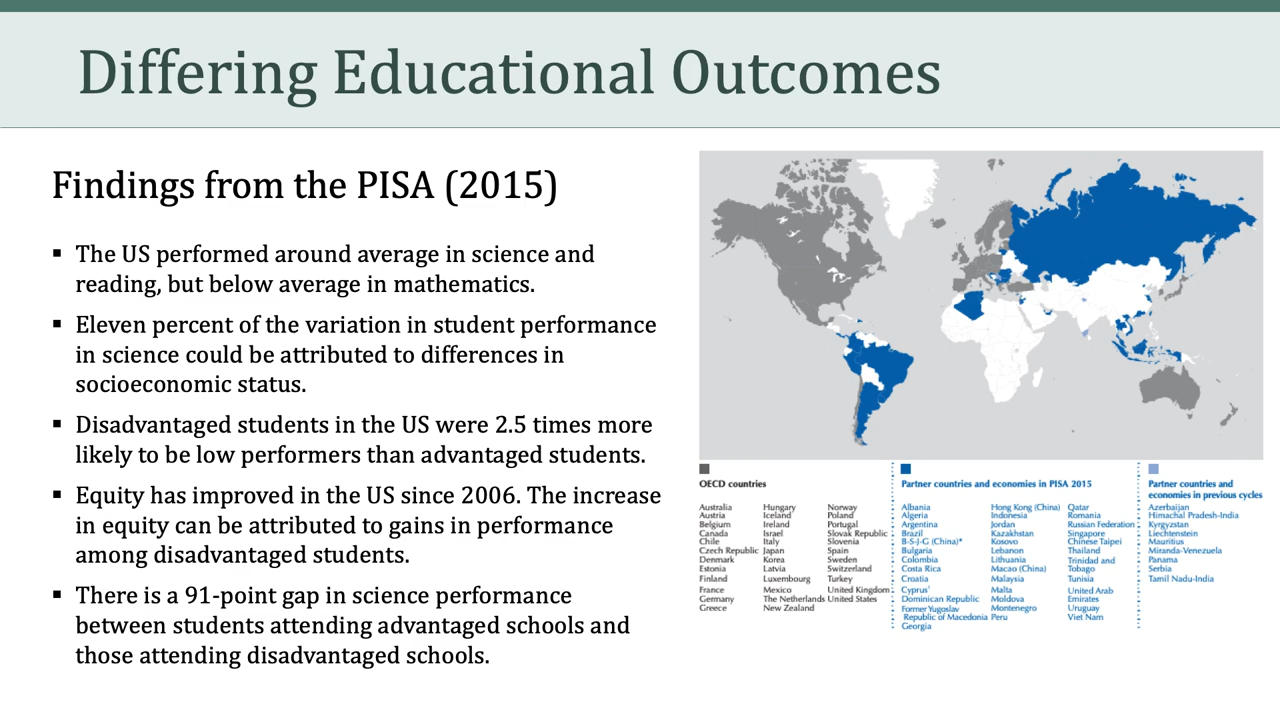 Differing Educational Outcomes
Findings from the PISA (2015)
▪ The US performed around average in science and
reading, but below average in mathematics.
▪ Eleven percent of the variation in student performance
in science could be attributed to differences in
socioeconomic status.
▪ Disadvantaged students in the US were 2.5 times more
likely to be low performers than advantaged students.
▪ Equity has improved in the US since 2006. The increase
in equity can be attributed to gains in performance
among disadvantaged students.
▪ There is a 91-point gap in science performance
between students attending advantaged schools and
those attending disadvantaged schools.
OECD countries
Australia
Austria
Belgium
Canada
Chile
Czech Republic
Denmark
Estonia
Finland
France
Germany
Greece
Hungary
Iceland
Ireland
Israel
Italy
Japan
Korea
Latvia
Luxembourg
Mexico
The Netherlands
New Zealand
Norway
Poland
Portugal
Slovak Republic
Slovenia
Spain
Sweden
Switzerland
Turkey
United Kingdom
United States
Partner countries and economies in PISA 2015
Albania
Algeria
Argentina
Brazil
B-S-J-G (China)*
Bulgaria
Colombia
Costa Rica
Croatia
Cyprus¹
Dominican Republic
Former Yugoslav
Republic of Macedonia
Georgia
Hong Kong (China)
Indonesia
Jordan
Kazakhstan
Kosovo
Lebanon
Lithuania
Macao (China)
Malaysia
Malta
Moldova
Montenegro
Peru
Qatar
Romania
Russian Federation
Singapore
Chinese Taipei
Thailand
Trinidad and
Tobago
Tunisia
United Arab
Emirates
Uruguay
Viet Nam
Partner countries and
economies in previous cycles
Azerbaijan
Himachal Pradesh-India
Kyrgyzstan
Liechtenstein
Mauritius
Miranda-Venezuela
Panama
Serbia
Tamil Nadu-India